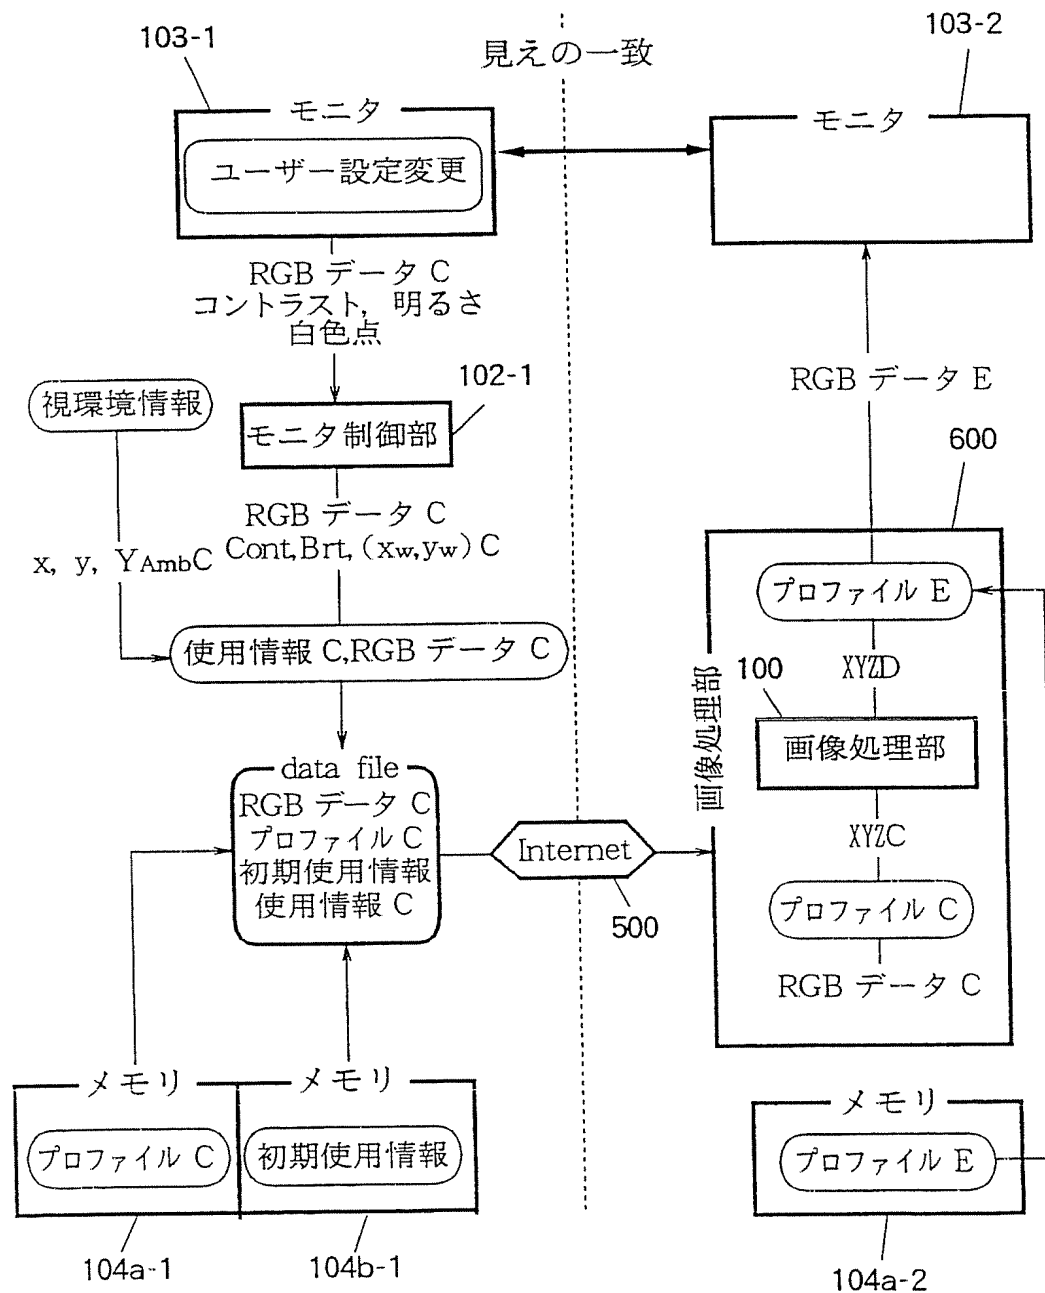 103-1
見えの一致
103-2
モニタ
ユーザー設定変更
モニタ
RGB データ C
コントラスト, 明るさ
白色点
視環境情報
102-1
モニタ制御部
RGB データ C
Cont,Brt,(xw,yw)C
x, y, YAmbC
使用情報 C,RGB データ C
data file
RGB データ C
プロファイル C
初期使用情報
使用情報 C
Internet
500
メモリ
プロファイル C
104a-1
メモリ
初期使用情報
104b-1
RGB データ E
600
画像処理部
プロファイル E
XYZD
100
画像処理部
XYZC
プロファイル C
RGB データ C
メモリ
プロファイル E
104a-2